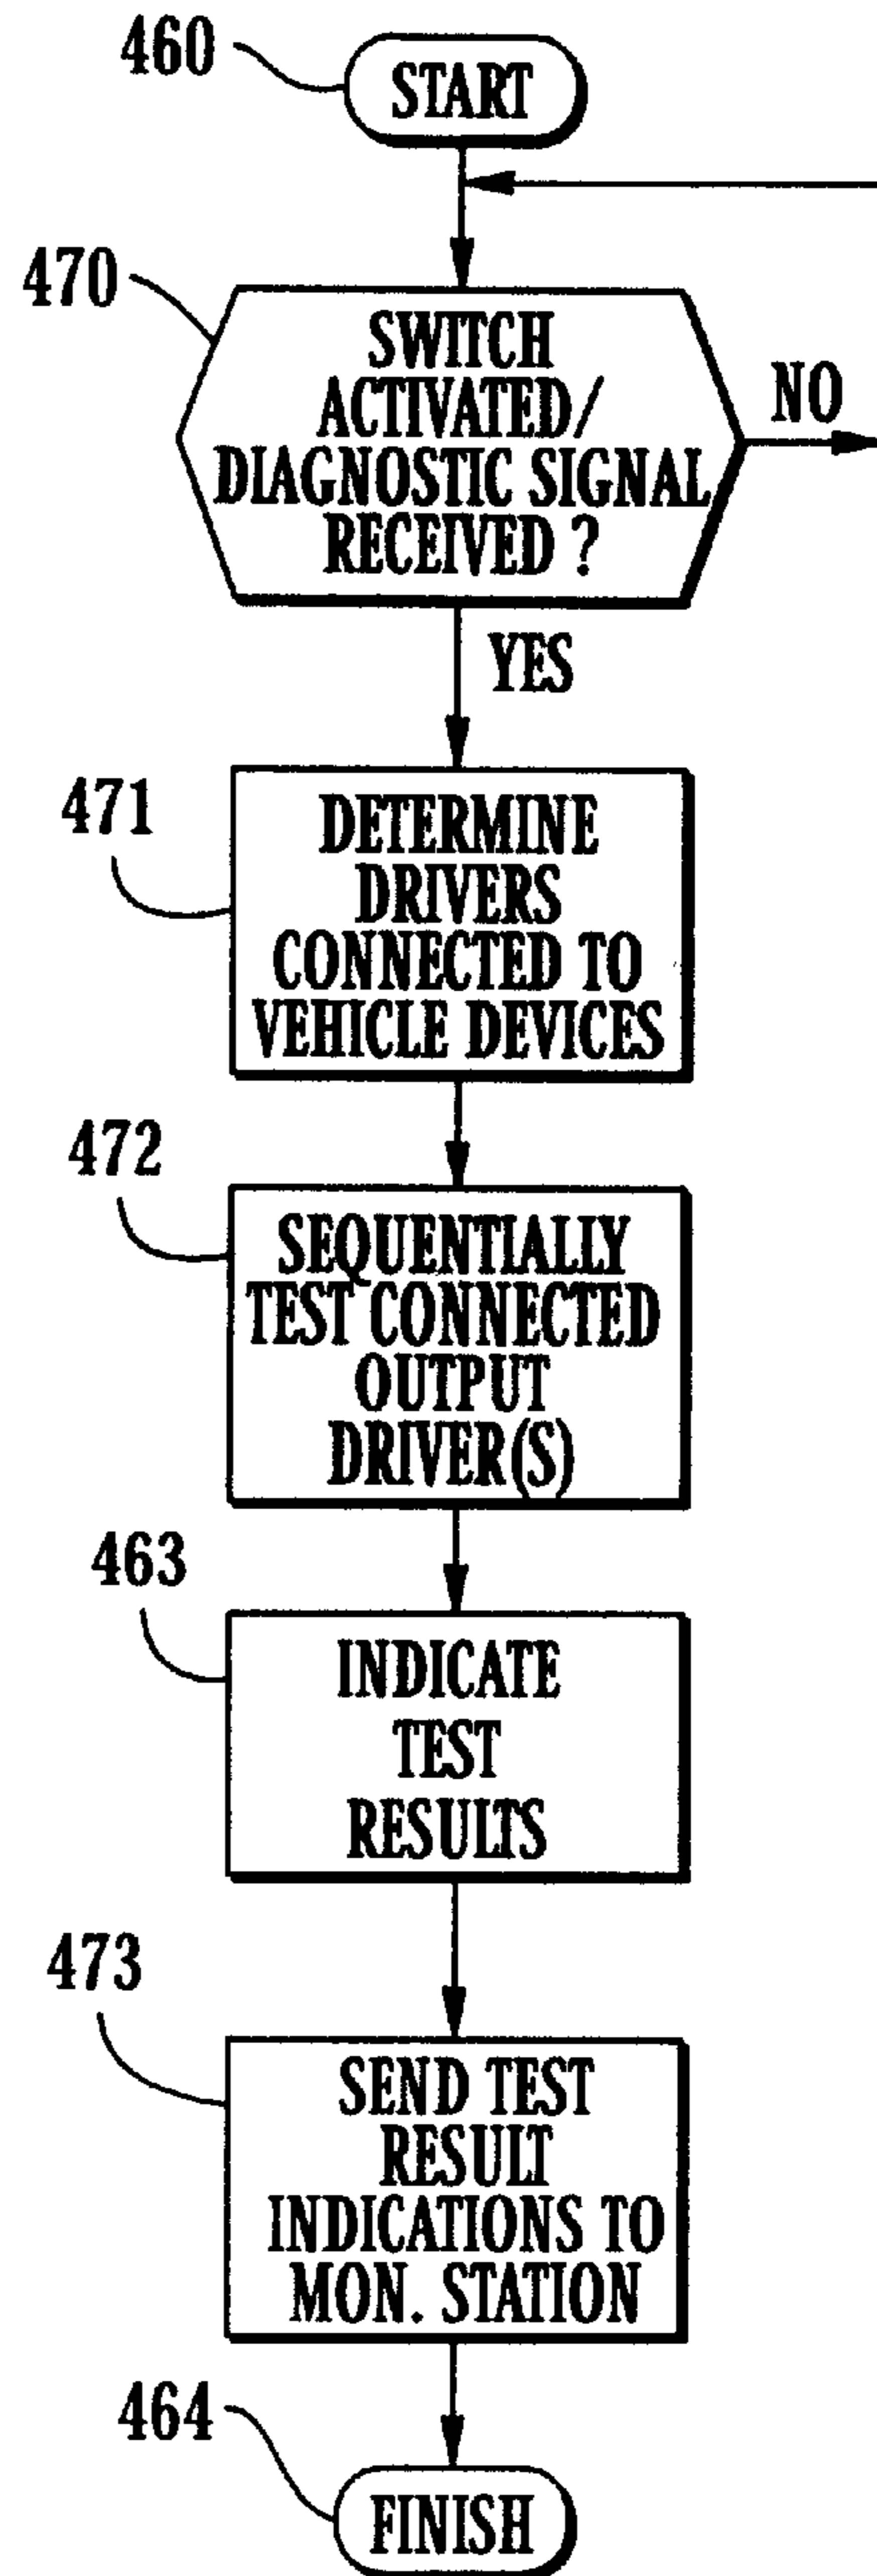 460
START
470
SWITCH
ACTIVATED/
DIAGNOSTIC SIGNAL
RECEIVED ?
NO
YES
471
DETERMINE
DRIVERS
CONNECTED TO
VEHICLE DEVICES
472
SEQUENTIALLY
TEST CONNECTED
OUTPUT
DRIVER(S)
463
INDICATE
TEST
RESULTS
473
SEND TEST
RESULT
INDICATIONS TO
MON. STATION
464
FINISH